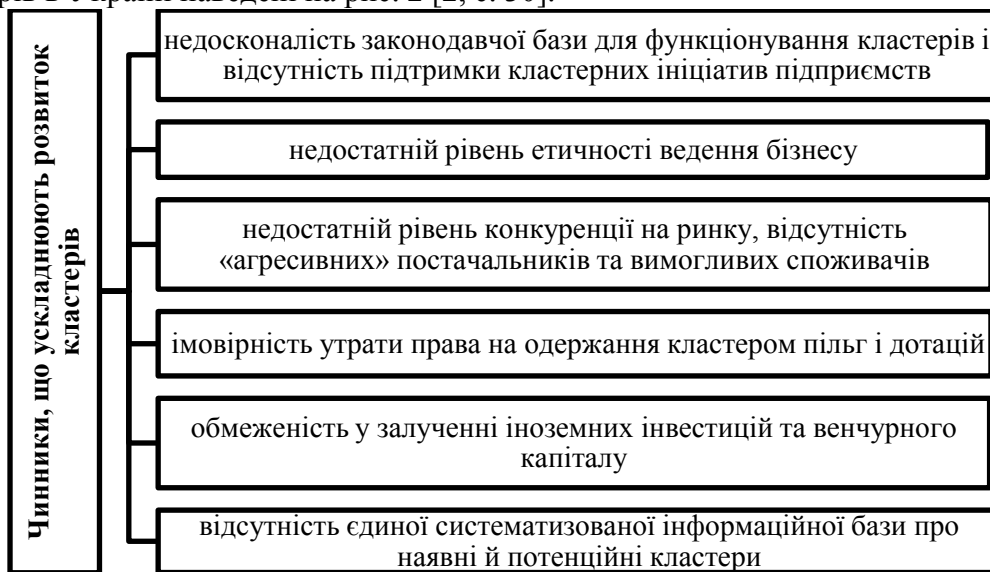 в Україні наведені на рис. 2 [2, с. 30].
Чинники, що ускладнюють розвиток
кластерів
недосконалість законодавчої бази для функціонування кластерів і
відсутність підтримки кластерних ініціатив підприємств
недостатній рівень етичності ведення бізнесу
недостатній рівень конкуренції на ринку, відсутність
«агресивних» постачальників та вимогливих споживачів
імовірність утрати права на одержання кластером пільг і дотацій
обмеженість у залученні іноземних інвестицій та венчурного
капіталу
відсутність єдиної систематизованої інформаційної бази про
наявні й потенційні кластери